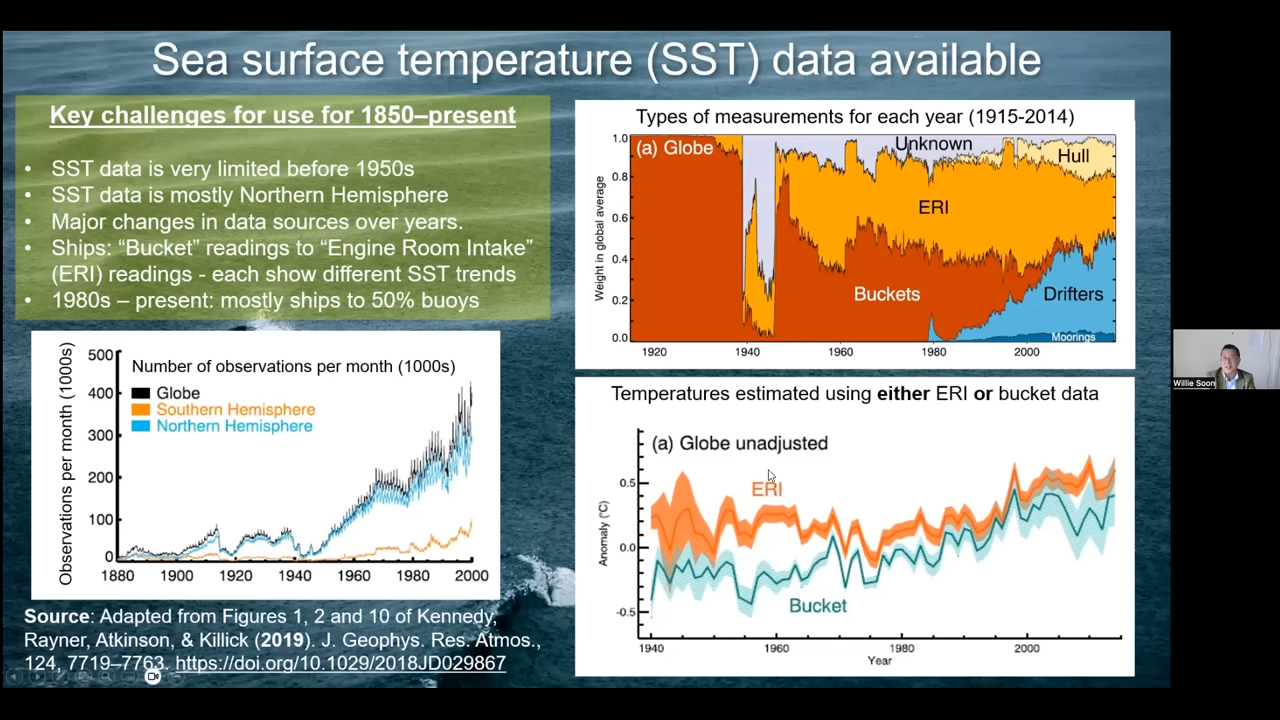 Sea surface temperature (SST) data available
Key challenges for use for 1850–present
• SST data is very limited before 1950s
• SST data is mostly Northern Hemisphere
• Major changes in data sources over years.
• Ships: “Bucket” readings to “Engine Room Intake”
(ERI) readings - each show different SST trends
• 1980s – present: mostly ships to 50% buoys
Number of observations per month (1000s)
Globe
Southern Hemisphere
Northern Hemisphere
Observations per month (1000s)
500
400
300
200
100
0
1880 1900 1920 1940 1960 1980 2000
Source: Adapted from Figures 1, 2 and 10 of Kennedy,
Rayner, Atkinson, & Killick (2019). J. Geophys. Res. Atmos.,
124, 7719–7763. https://doi.org/10.1029/2018JD029867
Types of measurements for each year (1915-2014)
(a) Globe
Unknown
Hull
ERI
Buckets
Drifters
Moorings
Weight in global average
1.0
0.8
0.6
0.4
0.2
0.0
1920 1940 1960 1980 2000
Temperatures estimated using either ERI or bucket data
(a) Globe unadjusted
ERI
Bucket
Anomaly (°C)
0.5
0.0
-0.5
1940 1960 1980 2000
Year
Willie Soon